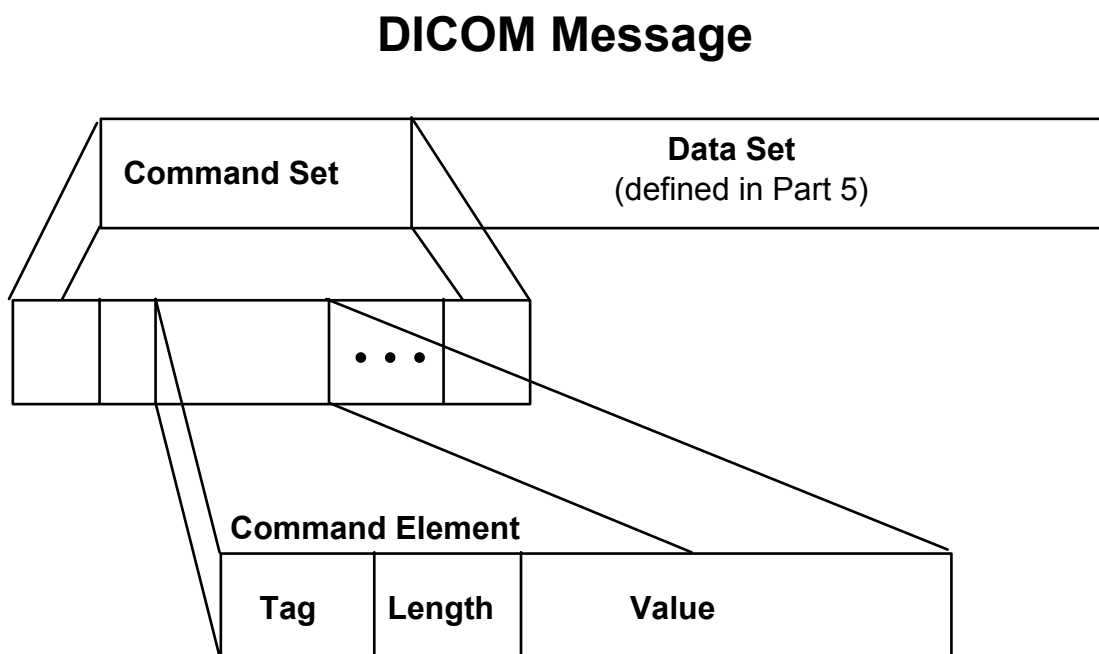 DICOM Message
Command Set
Data Set
(defined in Part 5)
• • •
Command Element
Tag
Length
Value